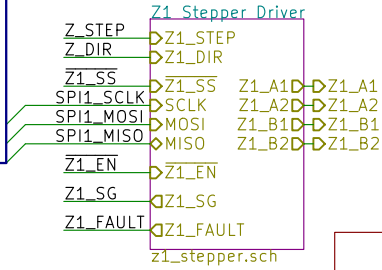 Z1 Stepper Driver
Z_STEP Z1_STEP
Z_DIR Z1_DIR
Z1_SS Z1_SS Z1_A1 Z1_A1
SPI1_SCLK SCLK Z1_A2 Z1_A2
SPI1_MOSI MOSI Z1_B1 Z1_B1
SPI1_MISO MISO Z1_B2 Z1_B2
Z1_EN Z1_EN
Z1_SG Z1_SG
Z1_FAULT Z1_FAULT
z1_stepper.sch